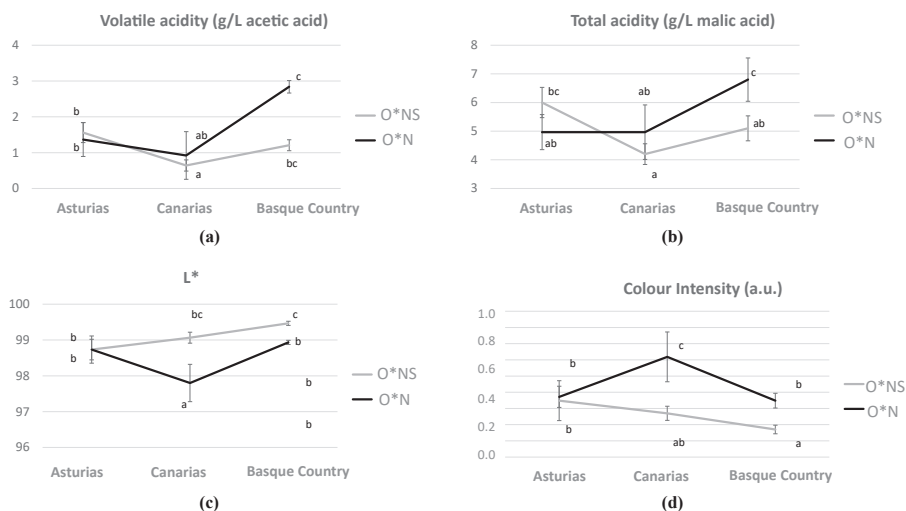 Volatile acidity (g/L acetic acid)
4
3
2
1
0
b
b
ab
a
c
bc
O*NS
O*N
Asturias Canarias Basque Country
(a)
Total acidity (g/L malic acid)
8
7
6
5
4
3
bc
ab
ab
a
c
ab
O*NS
O*N
Asturias Canarias Basque Country
(b)
L*
100
99
98
97
96
b
b
bc
a
c
b
b
b
O*NS
O*N
Asturias Canarias Basque Country
(c)
Colour Intensity (a.u.)
1.0
0.8
0.6
0.4
0.2
0.0
b
b
c
ab
b
a
O*NS
O*N
Asturias Canarias Basque Country
(d)